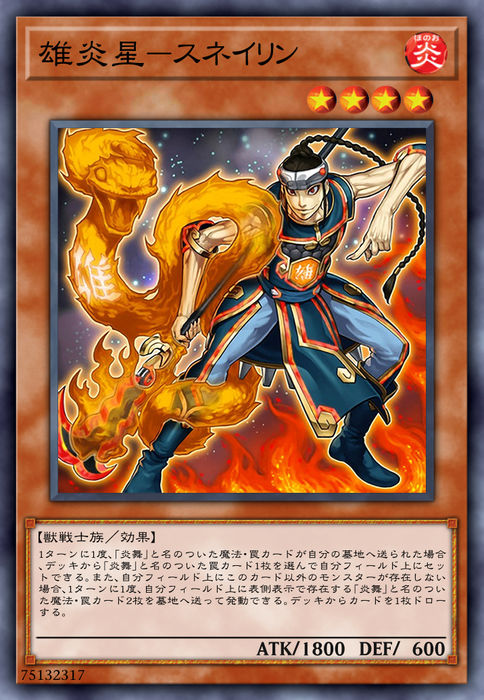 雄炎星－スネイリン
ほのお
炎
雄
雄
【獣戦士族／効果】
1ターンに1度、「炎舞」と名のついた魔法・罠カードが自分の墓地へ送られた場合
、デッキから「炎舞」と名のついた罠カード1枚を選んで自分フィールド上にセッ
トできる。また、自分フィールド上にこのカード以外のモンスターが存在しない
場合、1ターンに1度、自分フィールド上に表側表示で存在する「炎舞」と名のつい
た魔法・罠カード2枚を墓地へ送って発動できる。デッキからカードを1枚ドロー
する。
ATK/1800 DEF/ 600
75132317